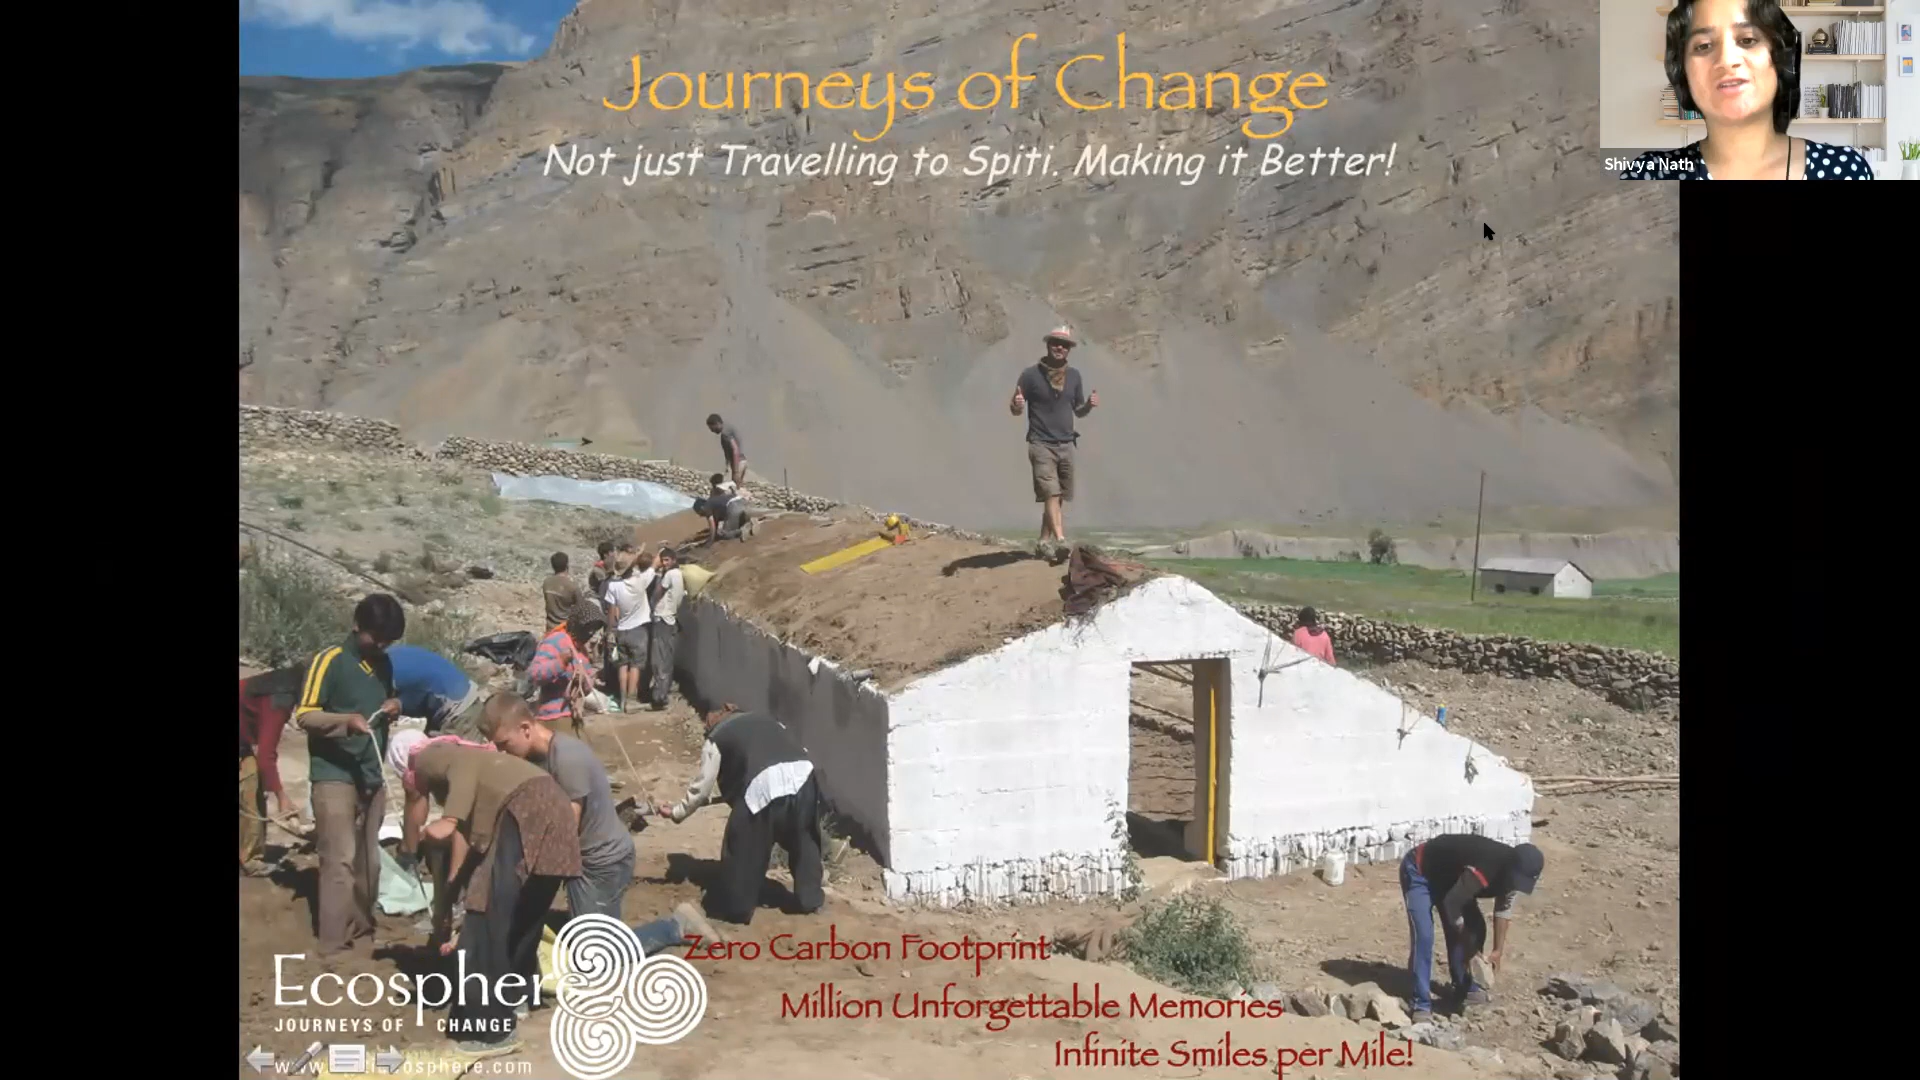 Journeys of Change
Not just Travelling to Spiti. Making it Better!
Shivya Nath
Zero Carbon Footprint
Million Unforgettable Memories
Infinite Smiles per Mile!
Ecosphere
JOURNEYS OF CHANGE